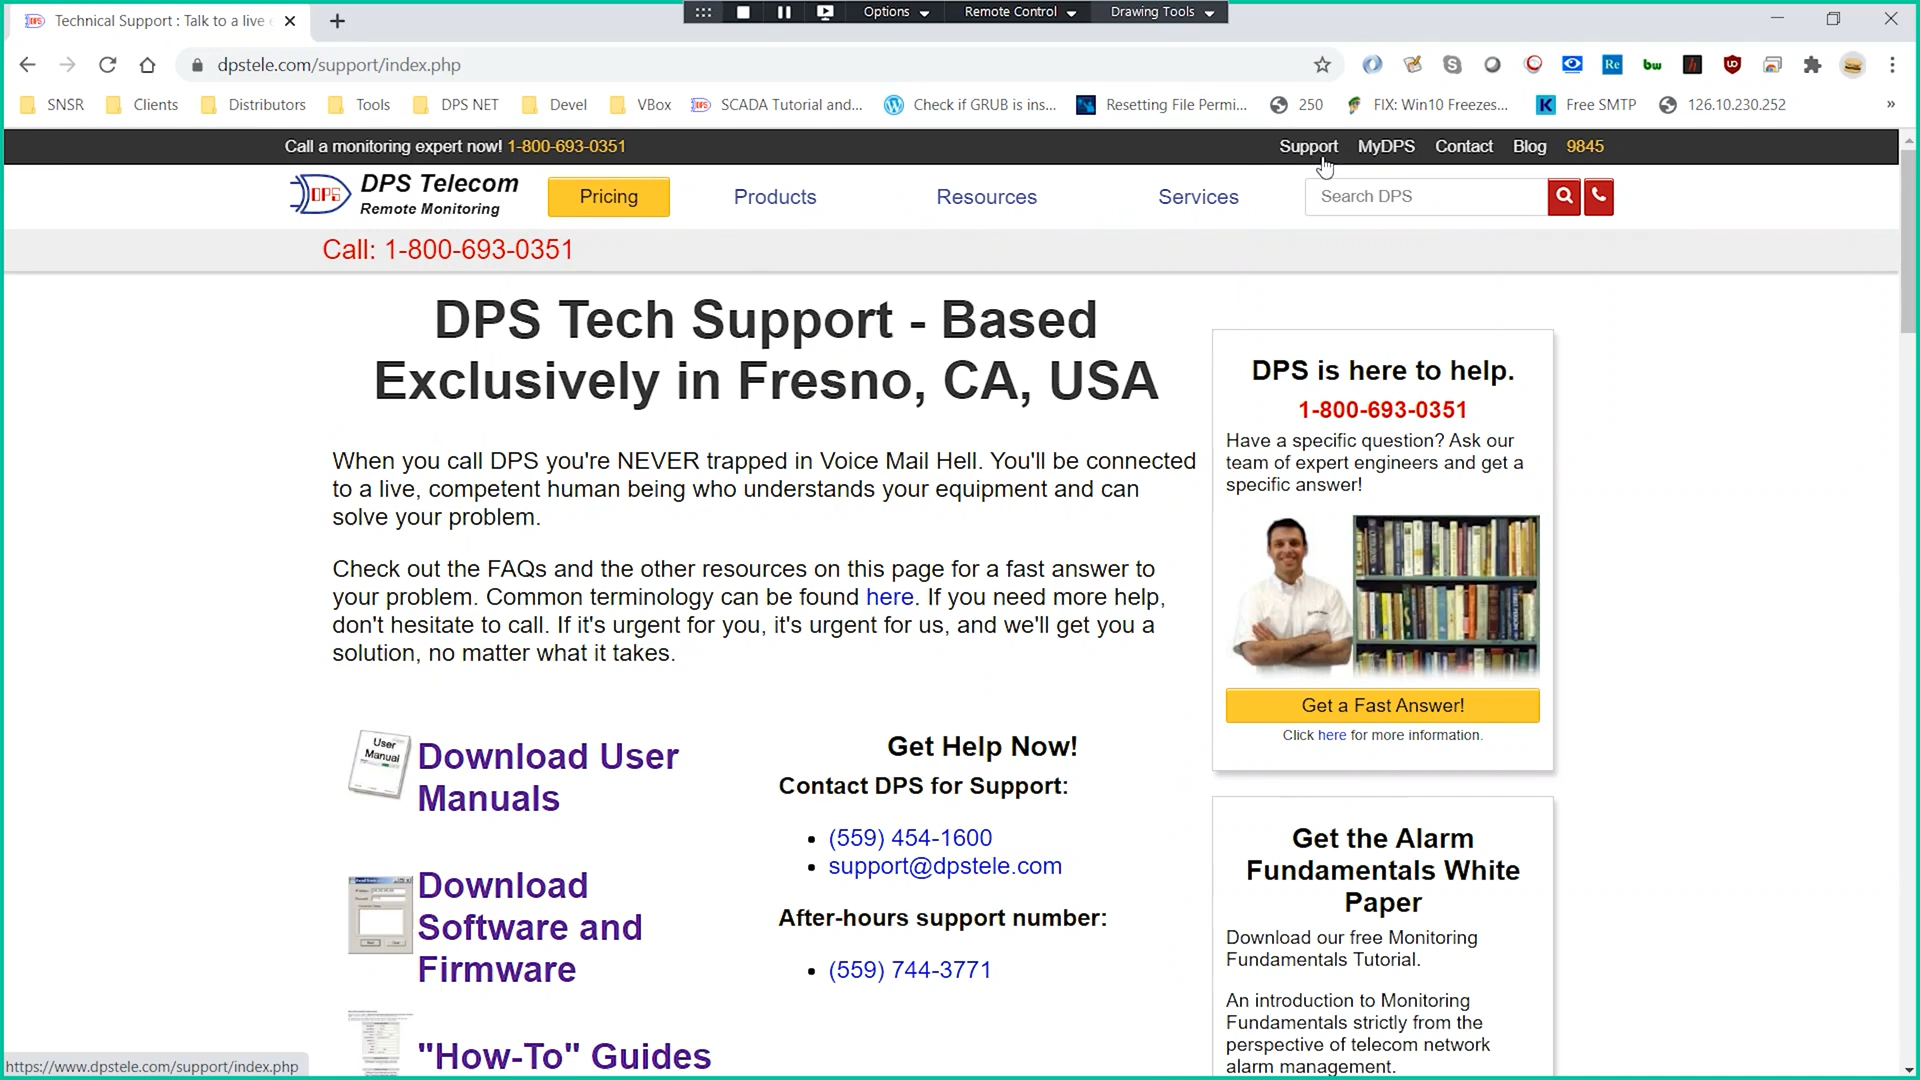 Technical Support : Talk to a live
Options
Remote Control
Drawing Tools
dpstele.com/support/index.php
SNSR
Clients
Distributors
Tools
DPS NET
Devel
VBox
SCADA Tutorial and...
Check if GRUB is ins...
Resetting File Permi...
250
FIX: Win10 Freezes...
Free SMTP
126.10.230.252
»
Call a monitoring expert now! 1-800-693-0351
Support MyDPS Contact Blog 9845
DPS
DPS Telecom
Remote Monitoring
Pricing
Products
Resources
Services
Search DPS
Call: 1-800-693-0351
DPS Tech Support - Based
Exclusively in Fresno, CA, USA
When you call DPS you're NEVER trapped in Voice Mail Hell. You'll be connected
to a live, competent human being who understands your equipment and can
solve your problem.
Check out the FAQs and the other resources on this page for a fast answer to
your problem. Common terminology can be found here. If you need more help,
don't hesitate to call. If it's urgent for you, it's urgent for us, and we'll get you a
solution, no matter what it takes.
User
Manual
Download User
Manuals
Download
Software and
Firmware
"How-To" Guides
Get Help Now!
Contact DPS for Support:
• (559) 454-1600
• support@dpstele.com
After-hours support number:
• (559) 744-3771
DPS is here to help.
1-800-693-0351
Have a specific question? Ask our
team of expert engineers and get a
specific answer!
Get a Fast Answer!
Click here for more information.
Get the Alarm
Fundamentals White
Paper
Download our free Monitoring
Fundamentals Tutorial.
An introduction to Monitoring
Fundamentals strictly from the
perspective of telecom network
alarm management.
https://www.dpstele.com/support/index.php